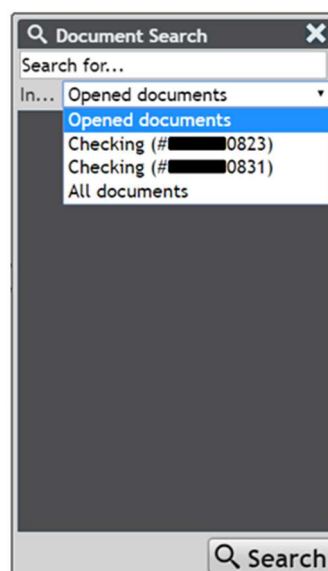 Document Search
Search for...
In... Opened documents
Opened documents
Checking (#0823)
Checking (#0831)
All documents
Search